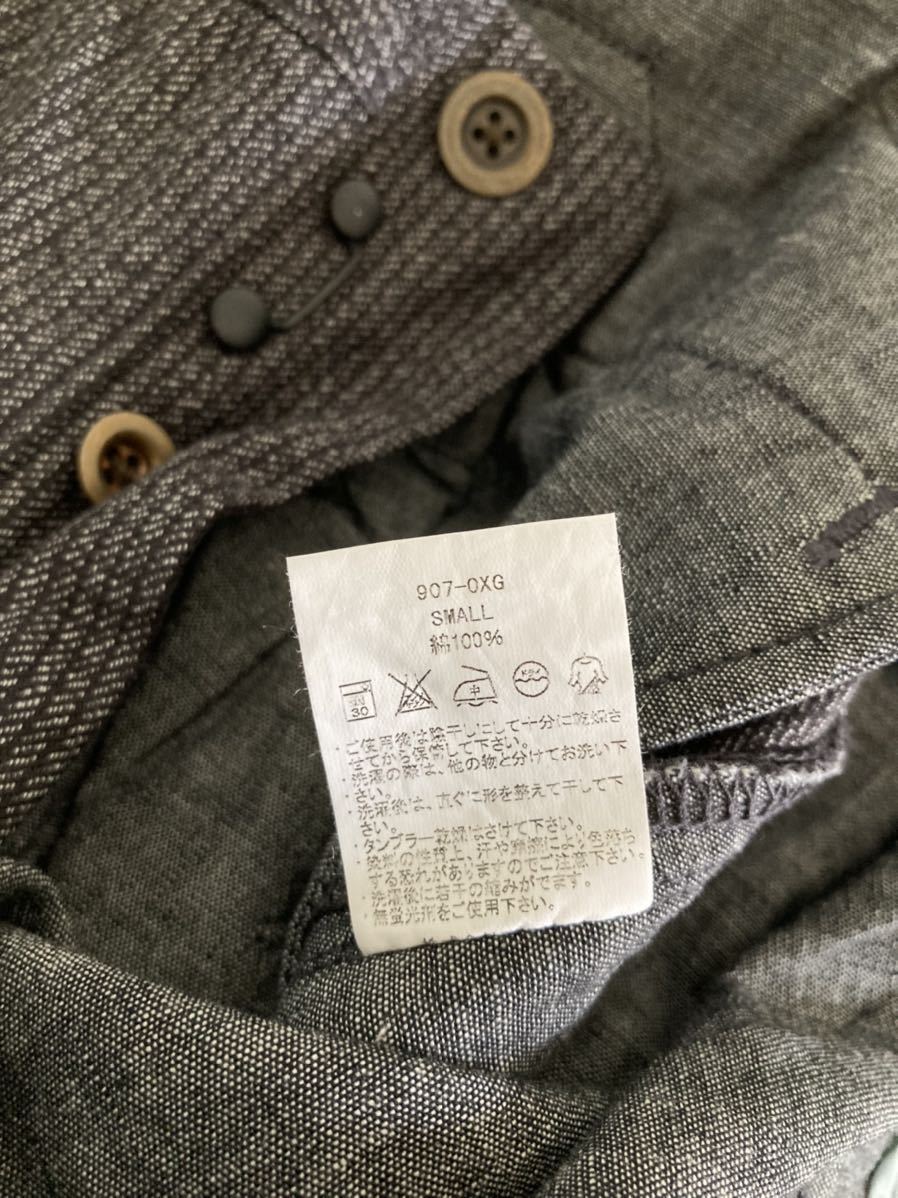 907-0XG
SMALL
綿100%
30
中
ドライ
・ご使用後は陰干しにして十分に乾燥さ
せてから保管して下さい。
・洗濯の際は、他の物と分けてお洗い下
さい。
・洗濯後は、直ぐに形を整えて干して下
さい。
・タンブラー乾燥はさけて下さい。
・染料の性質上、汗や摩擦により色落ち
する恐れがありますのでご注意下さい。
・洗濯後に若干の縮みがでます。
・無蛍光剤をご使用下さい。